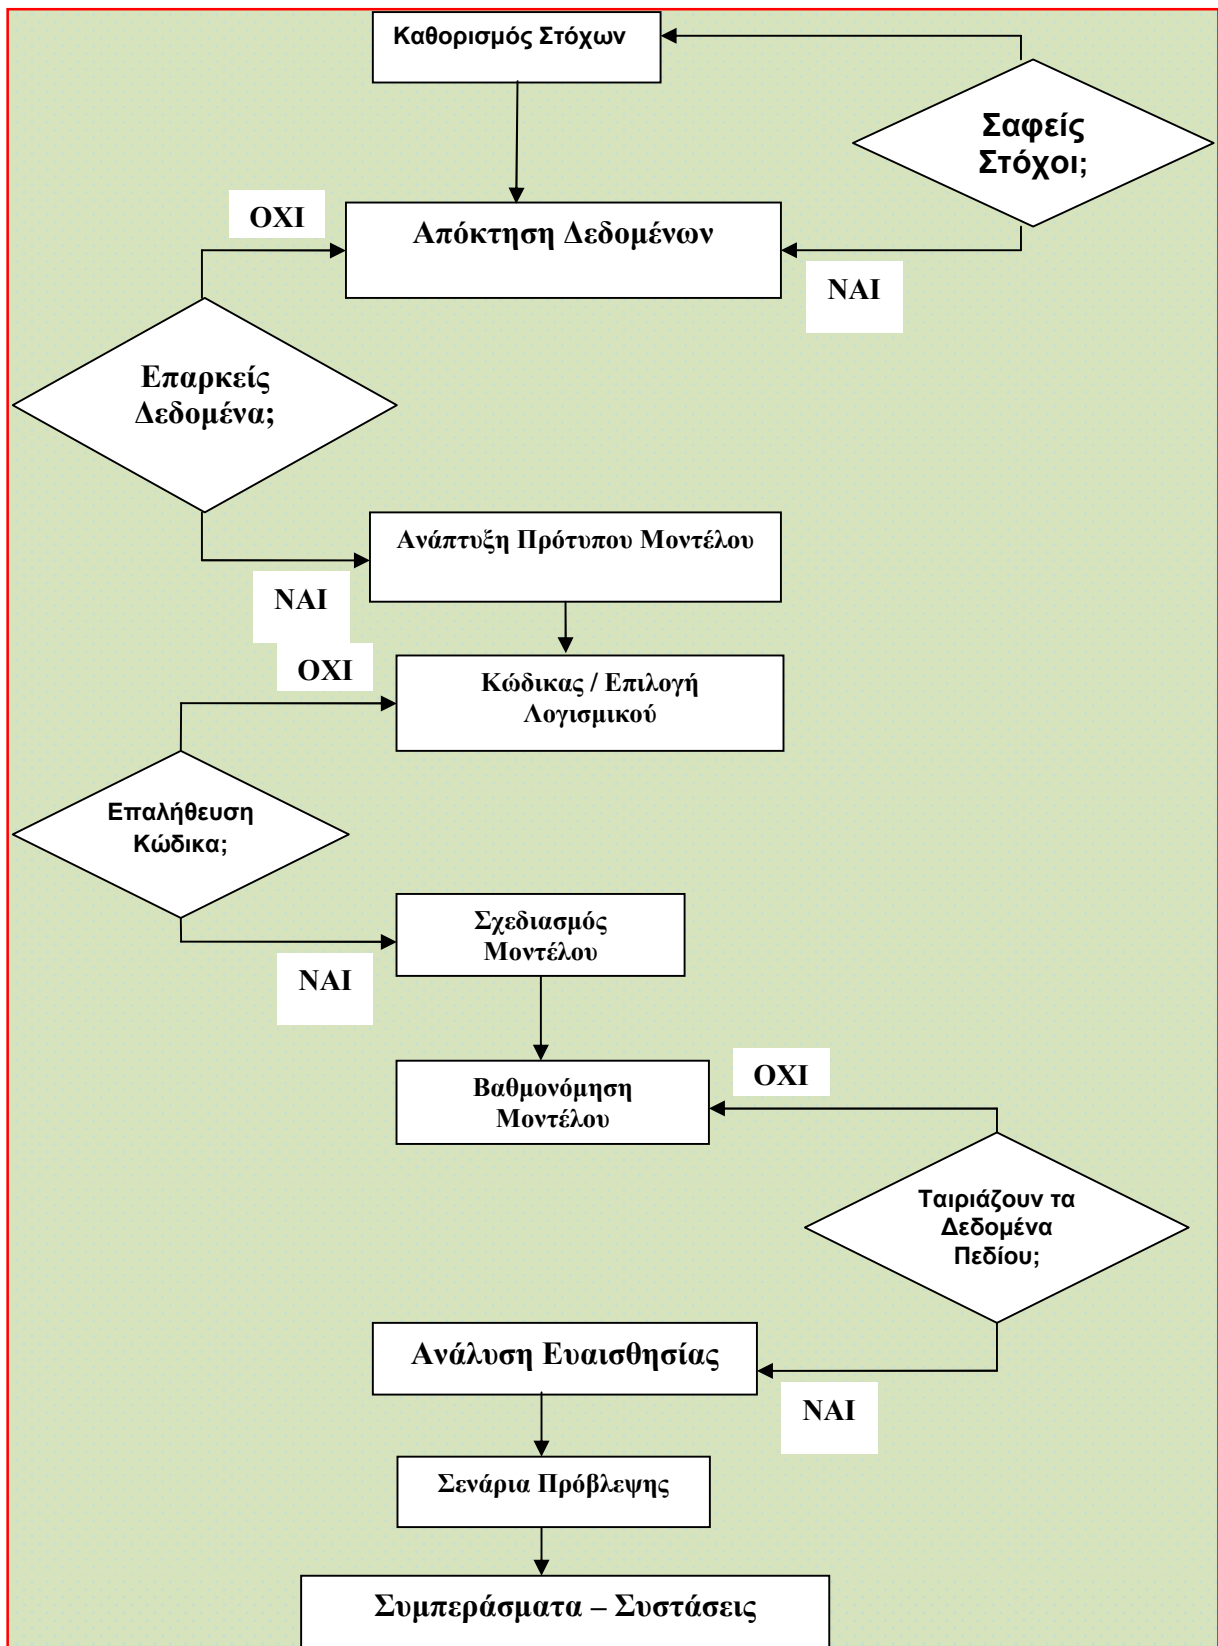 Καθορισμός Στόχων
Σαφείς
Στόχοι;
ΟΧΙ
Απόκτηση Δεδομένων
ΝΑΙ
Επαρκείς
Δεδομένα;
Ανάπτυξη Πρότυπου Μοντέλου
ΝΑΙ
ΟΧΙ
Κώδικας / Επιλογή
Λογισμικού
Επαλήθευση
Κώδικα;
Σχεδιασμός
Μοντέλου
ΝΑΙ
Βαθμονόμηση
Μοντέλου
ΟΧΙ
Ταιριάζουν τα
Δεδομένα
Πεδίου;
Ανάλυση Ευαισθησίας
ΝΑΙ
Σενάρια Πρόβλεψης
Συμπεράσματα – Συστάσεις